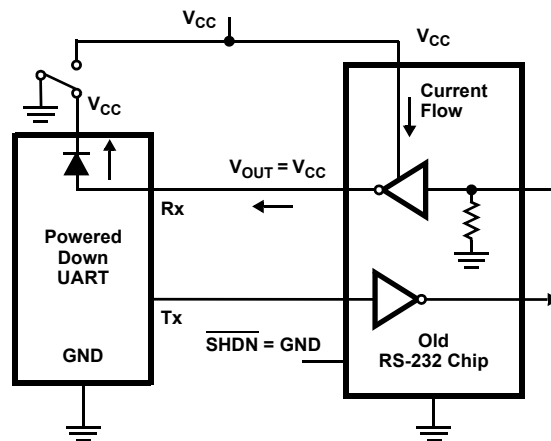 VCC
VCC
VCC
Current
Flow
VOUT = VCC
Rx
Powered
Down
UART
Tx
SHDN = GND
GND
Old
RS-232 Chip